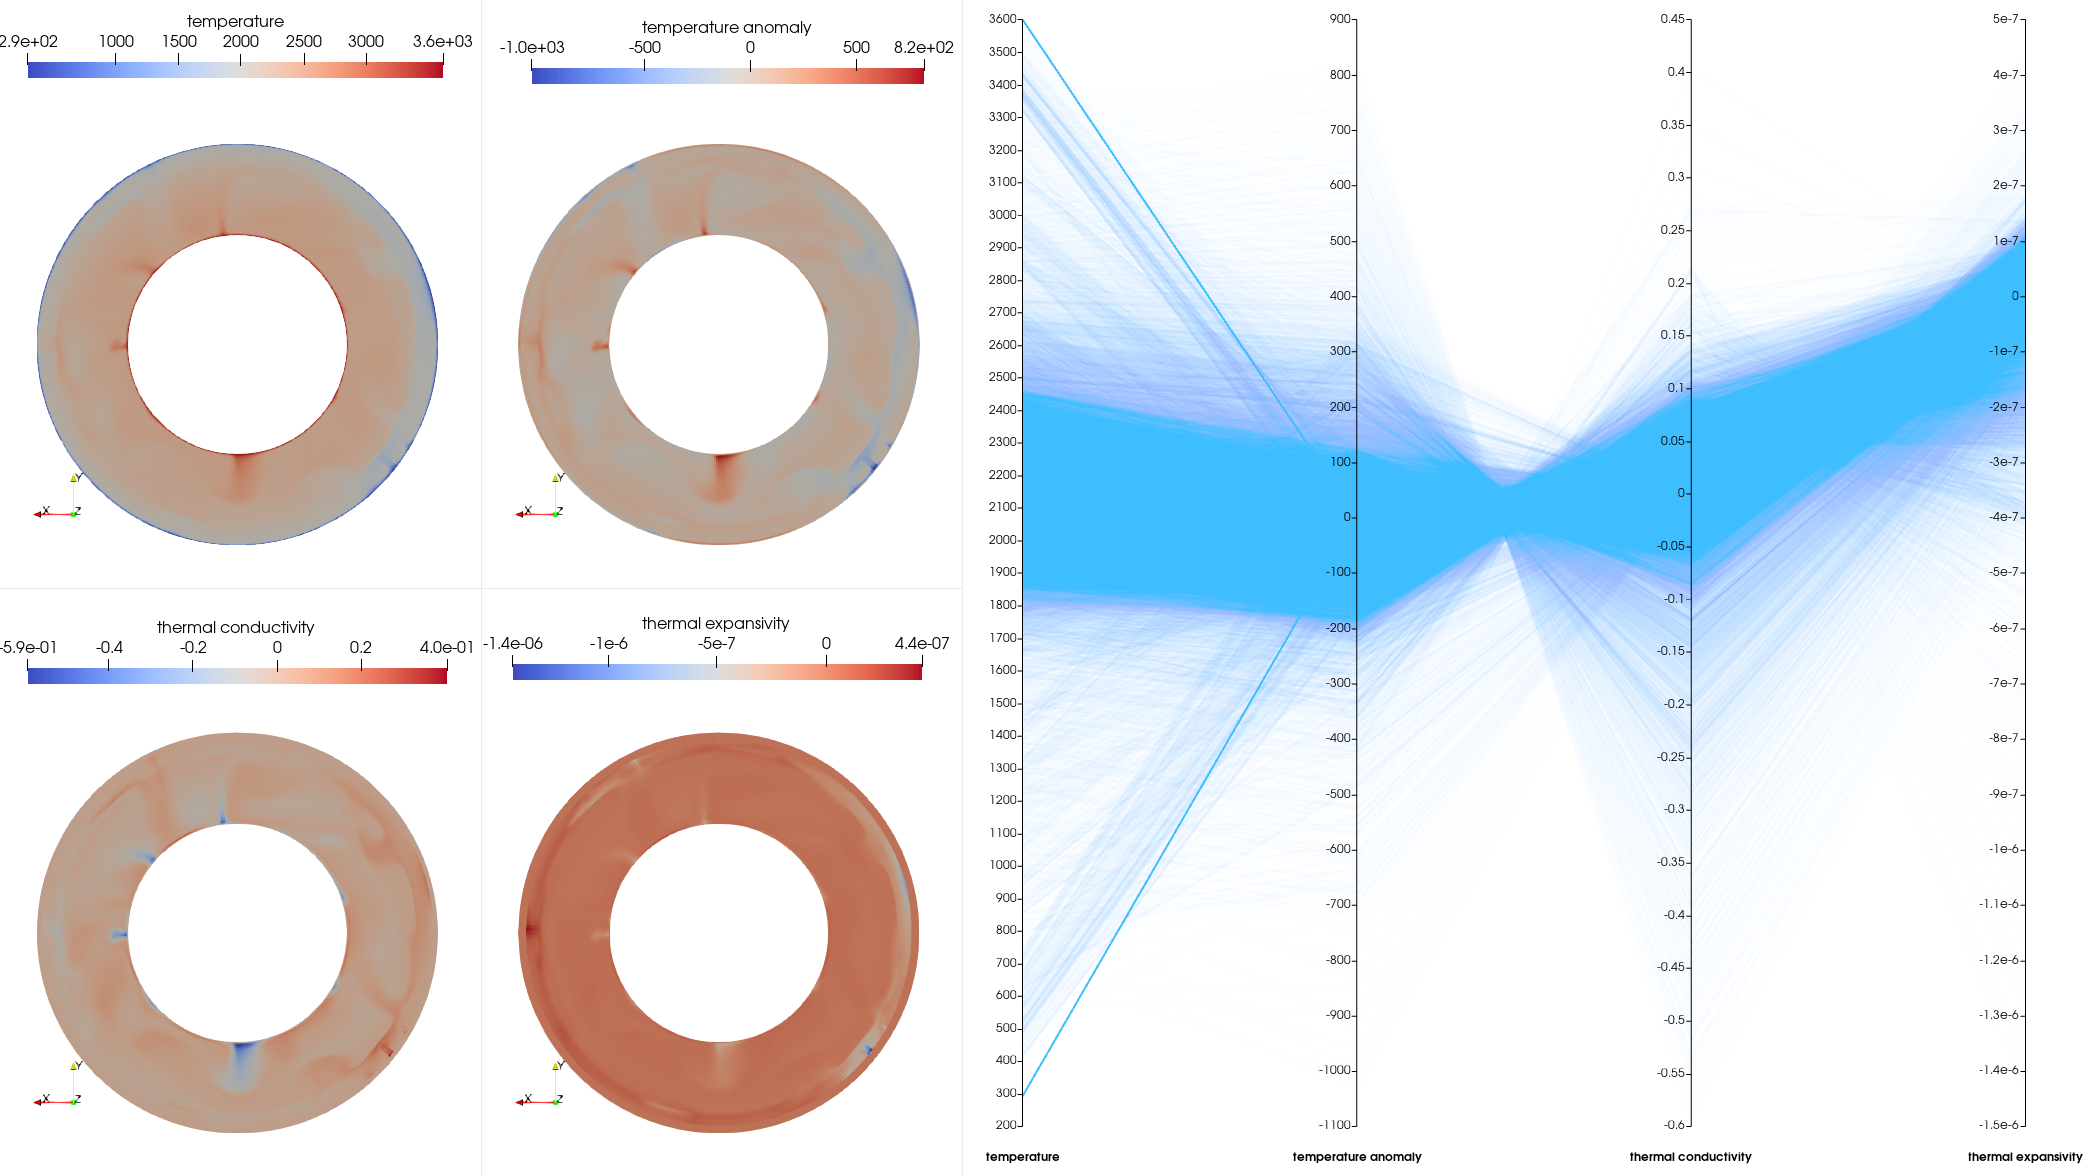 temperature
2.9e+02 1000 1500 2000 2500 3000 3.6e+03
Y
X
Z
temperature anomaly
-1.0e+03 -500 0 500 8.2e+02
Y
X
Z
thermal conductivity
-5.9e-01 -0.4 -0.2 0 0.2 4.0e-01
Y
X
Z
thermal expansivity
-1.4e-06 -1e-6 -5e-7 0 4.4e-07
Y
X
Z
3600
3500
3400
3300
3200
3100
3000
2900
2800
2700
2600
2500
2400
2300
2200
2100
2000
1900
1800
1700
1600
1500
1400
1300
1200
1100
1000
900
800
700
600
500
400
300
200
temperature
900
800
700
600
500
400
300
200
100
0
-100
-200
-300
-400
-500
-600
-700
-800
-900
-1000
-1100
temperature anomaly
0.45
0.4
0.35
0.3
0.25
0.2
0.15
0.1
0.05
0
-0.05
-0.1
-0.15
-0.2
-0.25
-0.3
-0.35
-0.4
-0.45
-0.5
-0.55
-0.6
thermal conductivity
5e-7
4e-7
3e-7
2e-7
1e-7
0
-1e-7
-2e-7
-3e-7
-4e-7
-5e-7
-6e-7
-7e-7
-8e-7
-9e-7
-1e-6
-1.1e-6
-1.2e-6
-1.3e-6
-1.4e-6
-1.5e-6
thermal expansivity